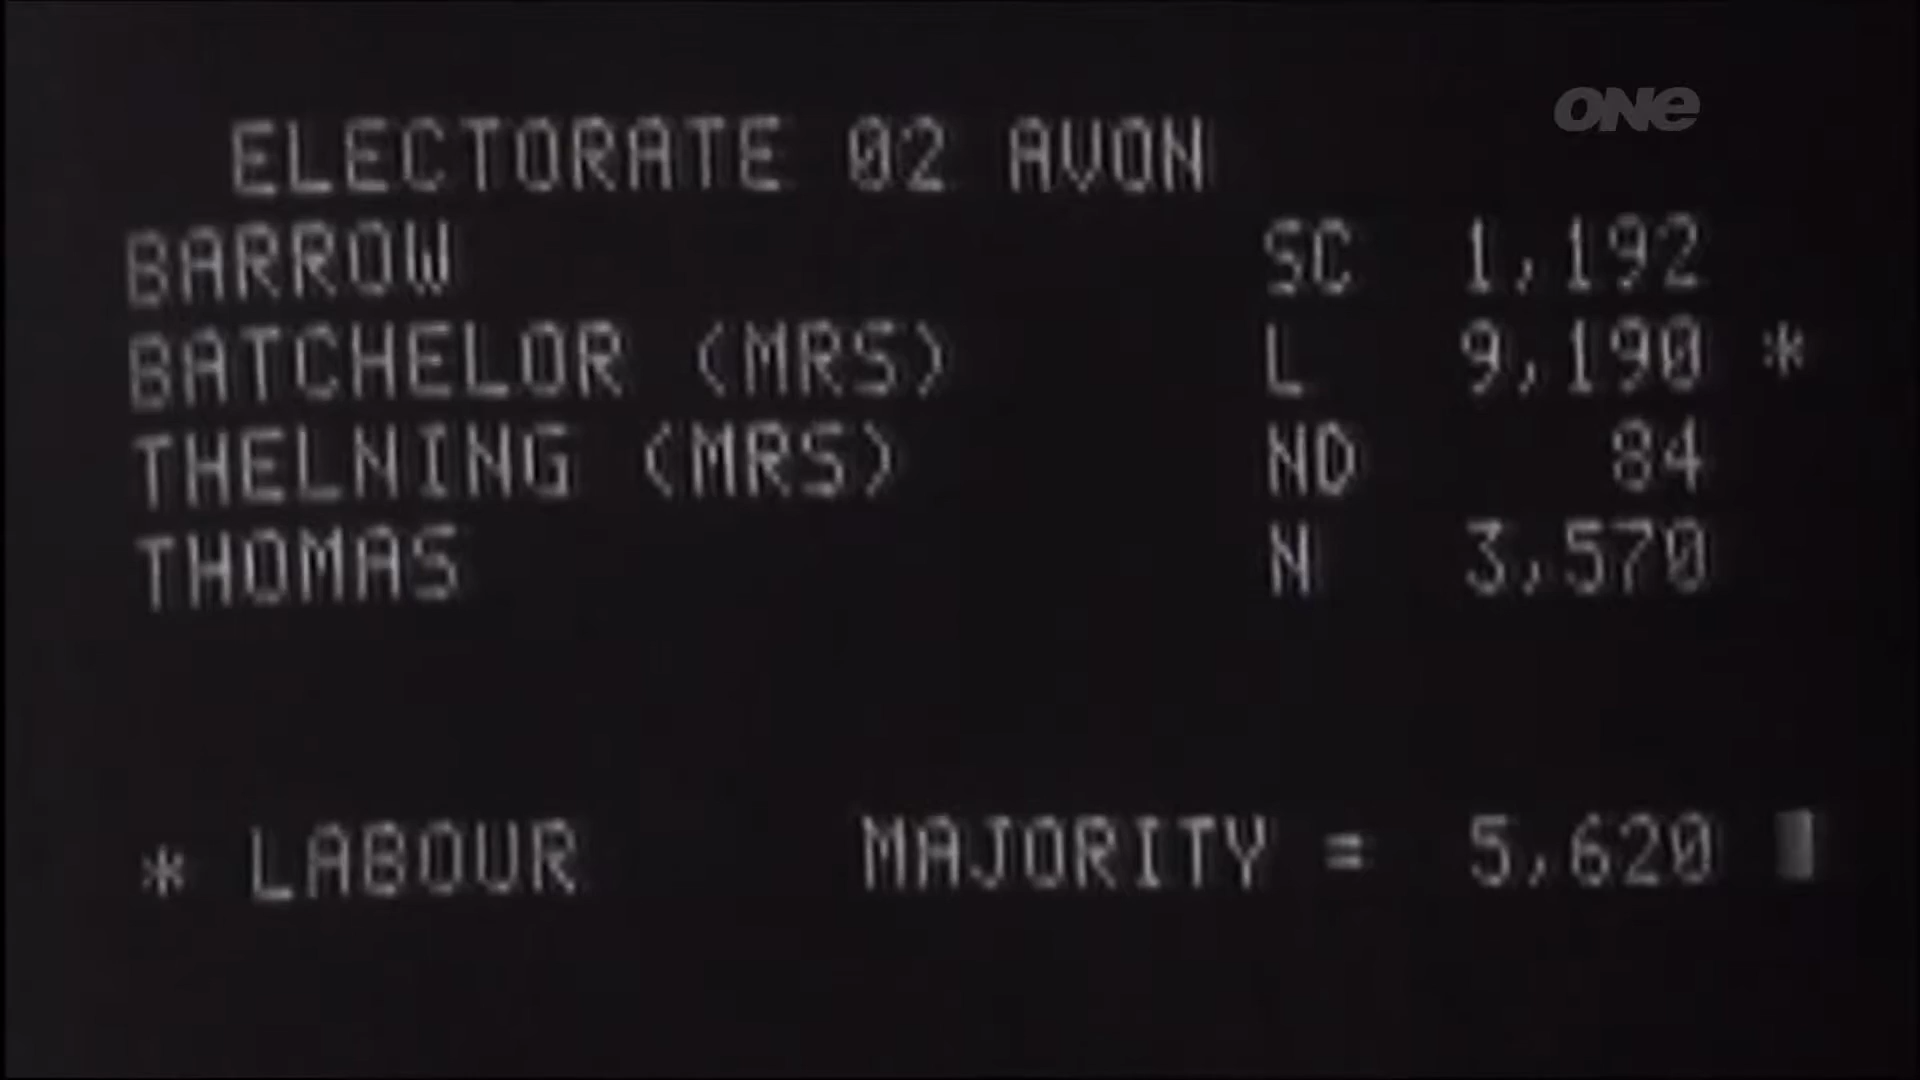 ONE
ELECTORATE 02 AVON
BARROW SC 1,192
BATCHELOR (MRS) L 9,190 *
THELNING (MRS) ND 84
THOMAS N 3,570
* LABOUR MAJORITY = 5,620